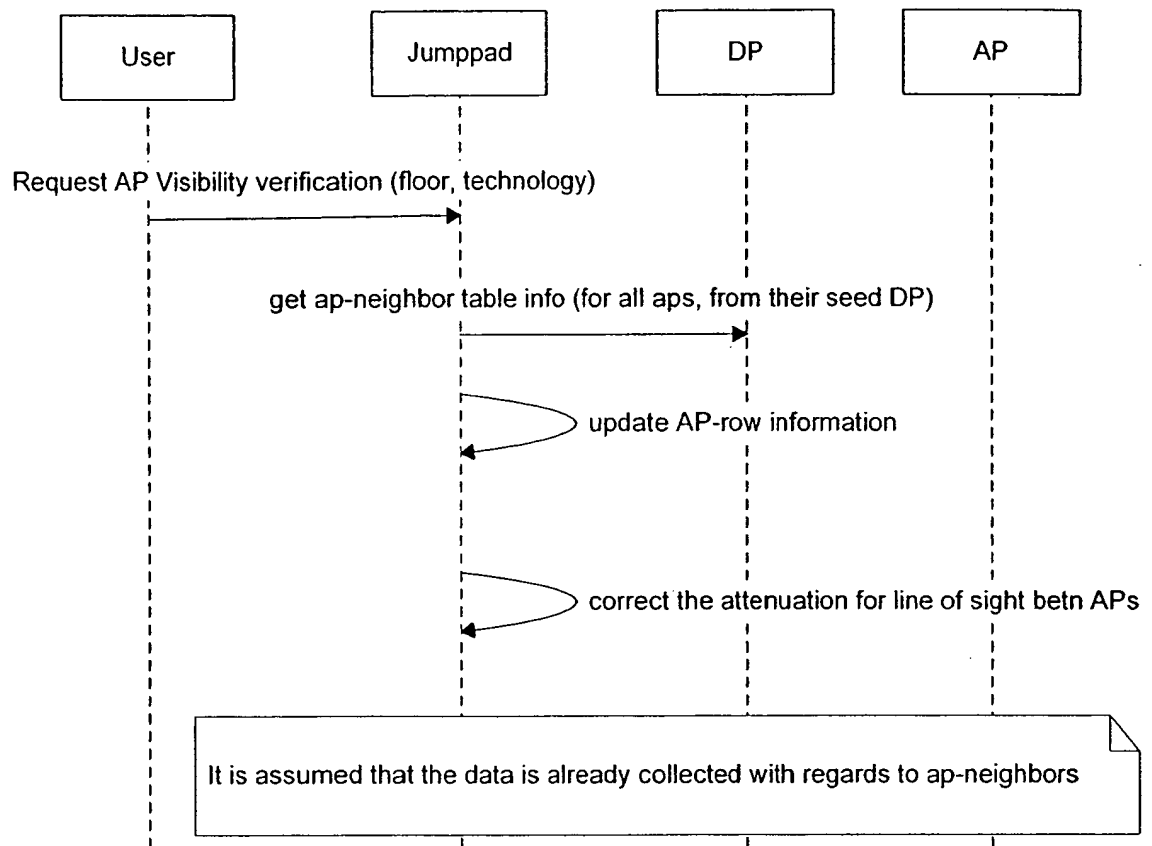 User
Jumppad
DP
AP
Request AP Visibility verification (floor, technology)
get ap-neighbor table info (for all aps, from their seed DP)
update AP-row information
correct the attenuation for line of sight betn APs
It is assumed that the data is already collected with regards to ap-neighbors